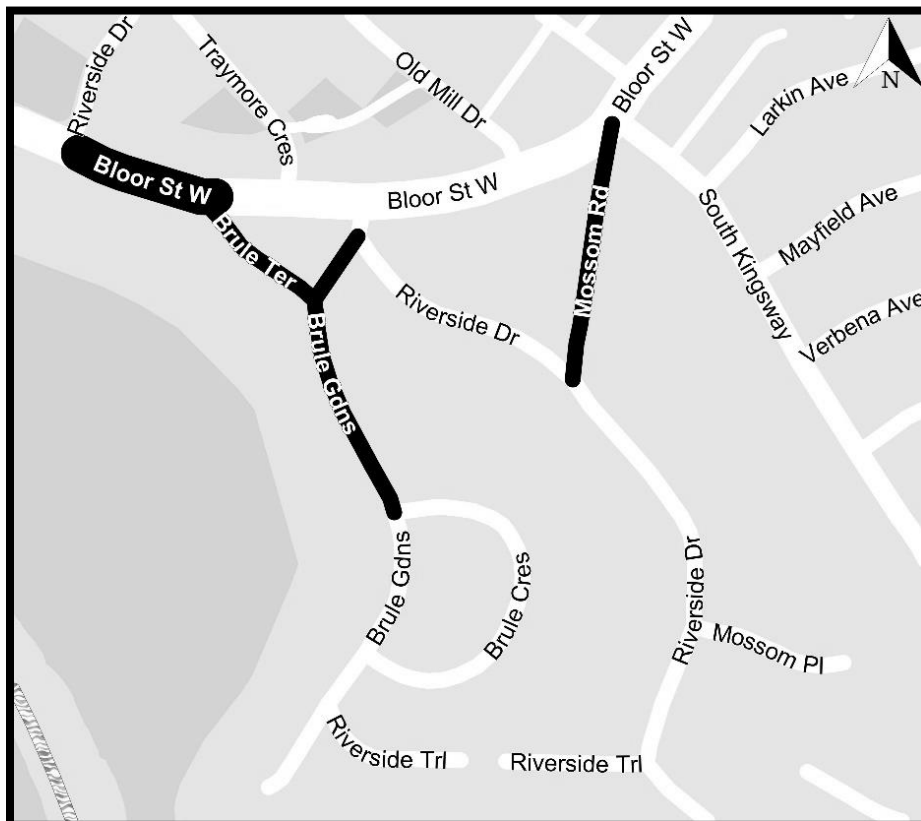 Riverside Dr
Traymore Cres
Old Mill Dr
Bloor St W
Larkin Ave
N
Bloor St W
Bloor St W
Mossom Rd
South Kingsway
Mayfield Ave
Brule Ter
Riverside Dr
Verbena Ave
Brule Gdns
Brule Gdns
Brule Cres
Riverside Dr
Mossom Pl
Riverside Trl
Riverside Trl